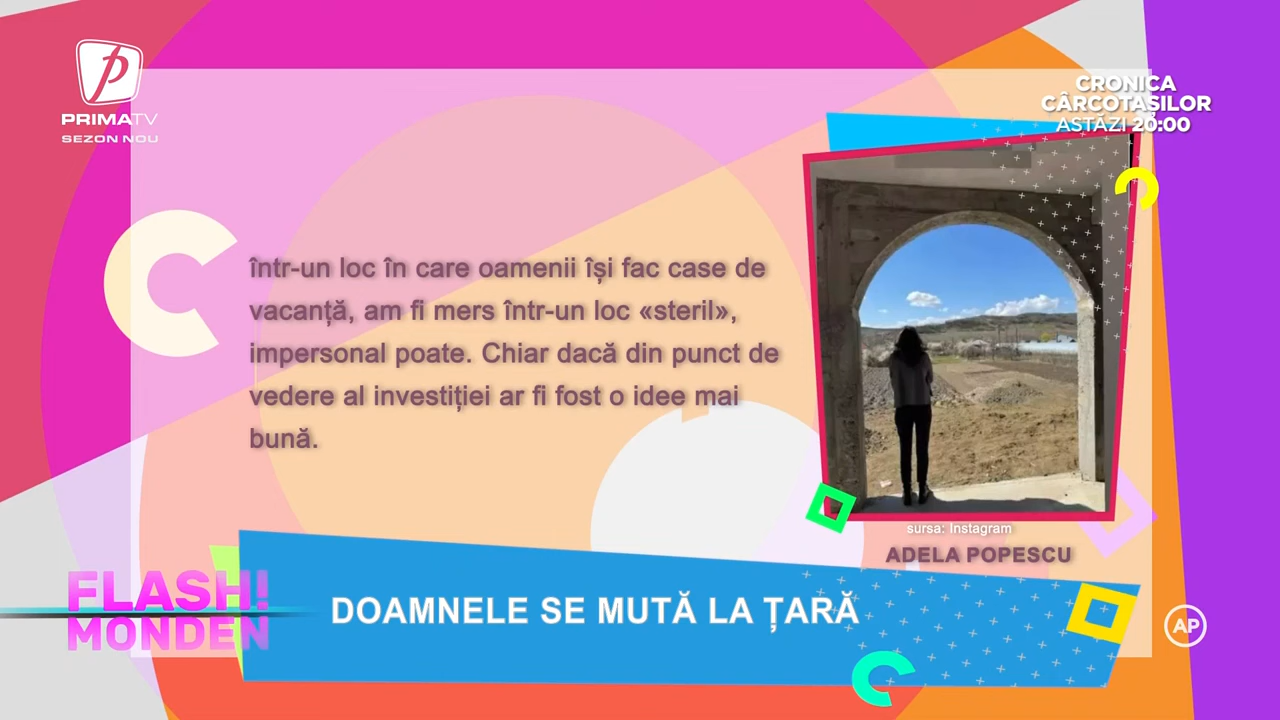 PRIMATV
SEZON NOU
CRONICA
CÂRCOTAȘILOR
ASTĂZI 20:00
într-un loc în care oamenii își fac case de
vacanță, am fi mers într-un loc «steril»,
impersonal poate. Chiar dacă din punct de
vedere al investiției ar fi fost o idee mai
bună.
sursa: Instagram
ADELA POPESCU
FLASH!
MONDEN
DOAMNELE SE MUTĂ LA ȚARĂ
AP